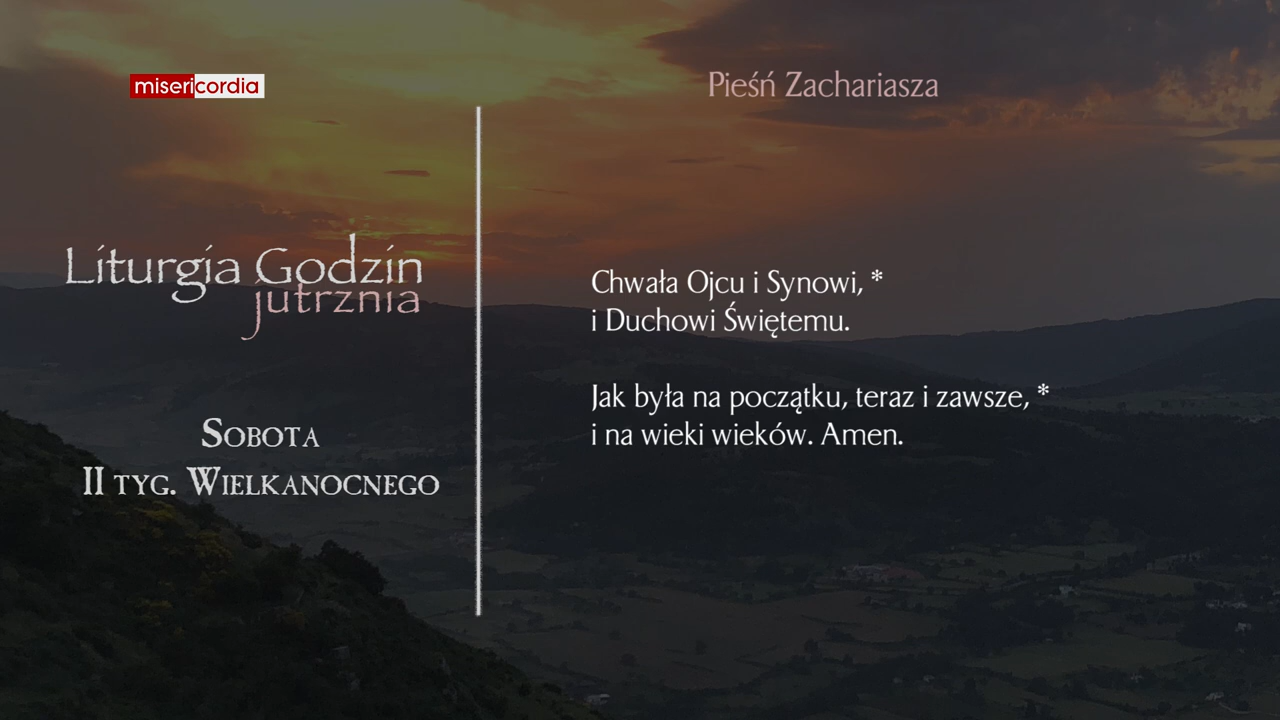 misericordia
Pieśń Zachariasza
Liturgia Godzin
jutrznia
Sobota
II tyg. Wielkanocnego
Chwała Ojcu i Synowi, *
i Duchowi Świętemu.
Jak była na początku, teraz i zawsze, *
i na wieki wieków. Amen.